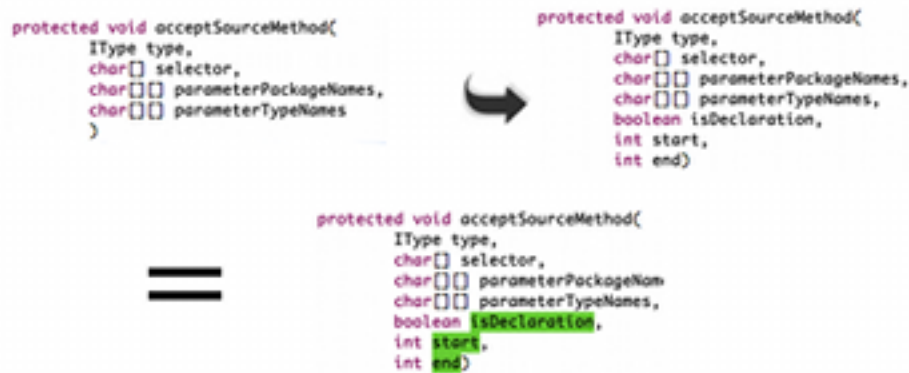 protected void acceptSourceMethod(
IType type,
char[] selector,
char[][] parameterPackageNames,
char[][] parameterTypeNames
)
protected void acceptSourceMethod(
IType type,
char[] selector,
char[][] parameterPackageNames,
char[][] parameterTypeNames,
boolean isDeclaration,
int start,
int end)
=
protected void acceptSourceMethod(
IType type,
char[] selector,
char[][] parameterPackageNam
char[][] parameterTypeNames,
boolean isDeclaration,
int start,
int end)